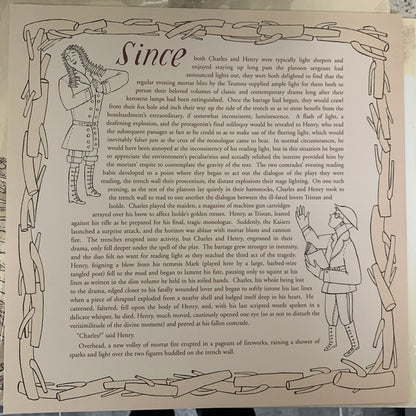 Since
both Charles and Henry were typically light sleepers and
enjoyed staying up long past the platoon sergeant had
announced lights out, they were both delighted to find that the
regular evening mortar blitz by the Teutons supplied ample light for them both to
peruse their beloved volumes of classic and contemporary drama long after their
kerosene lamps had been extinguished. Once the barrage had begun, they would crawl
from their fox hole and inch their way up the side of the trench so as to most benefit from the
bombardment's extraordinary, if somewhat inconsistent, luminescence. A flash of light, a
deafening explosion, and the protagonist's final soliloquy would be revealed to Henry, who read
the subsequent passages as fast as he could so as to make use of the fleeting light, which would
inevitably falter just as the crux of the monologue came to bear. In normal circumstances, he
would have been annoyed at the inconsistency of his reading light, but in this situation he began
to appreciate the environment's peculiarities and actually relished the interim provided him by
the mortars' respite to contemplate the gravity of the text. The two comrades' evening reading
habit developed to a point where they began to act out the dialogue of the plays they were
reading, the trench wall their proscenium, the distant explosions their stage lighting. On one such
evening, as the rest of the platoon lay quietly in their hammocks, Charles and Henry took to
the trench wall to read to one another the dialogue between the ill-fated lovers Tristan and
Isolde. Charles played the maiden, a magazine of machine gun cartridges
arrayed over his brow to affect Isolde's golden tresses. Henry, as Tristan, leaned
against his rifle as he prepared for his final, tragic monologue. Suddenly, the Kaisers
launched a surprise attack, and the horizon was ablaze with mortar blasts and cannon
fire. The trenches erupted into activity, but Charles and Henry, engrossed in their
drama, only fell deeper under the spell of the play. The barrage grew stronger in intensity,
and the duo felt no want for reading light as they reached the third act of the tragedy.
Henry, feigning a blow from his nemesis Mark (played here by a large, barbed-wire
tangled post) fell to the mud and began to lament his fate, pausing only to squint at his
lines as written in the slim volume he held in his soiled hands. Charles, his whole being lost
to the drama, edged closer to his fatally wounded lover and began to softly intone his last lines
when a piece of shrapnel exploded from a nearby shell and lodged itself deep in his heart. He
careened, faltered, fell upon the body of Henry, and, with his last scripted words spoken in a
delicate whisper, he died. Henry, much moved, cautiously opened one eye (so as not to disturb the
verisimilitude of the divine moment) and peered at his fallen comrade.
"Charles?" said Henry.
Overhead, a new volley of mortar fire erupted in a pageant of fireworks, raining a shower of
sparks and light over the two figures huddled on the trench wall.